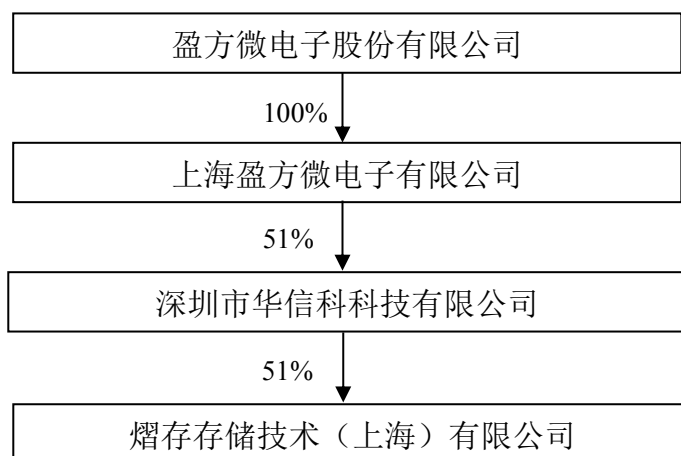 盈方微电子股份有限公司
100%
上海盈方微电子有限公司
51%
深圳市华信科科技有限公司
51%
熠存存储技术（上海）有限公司